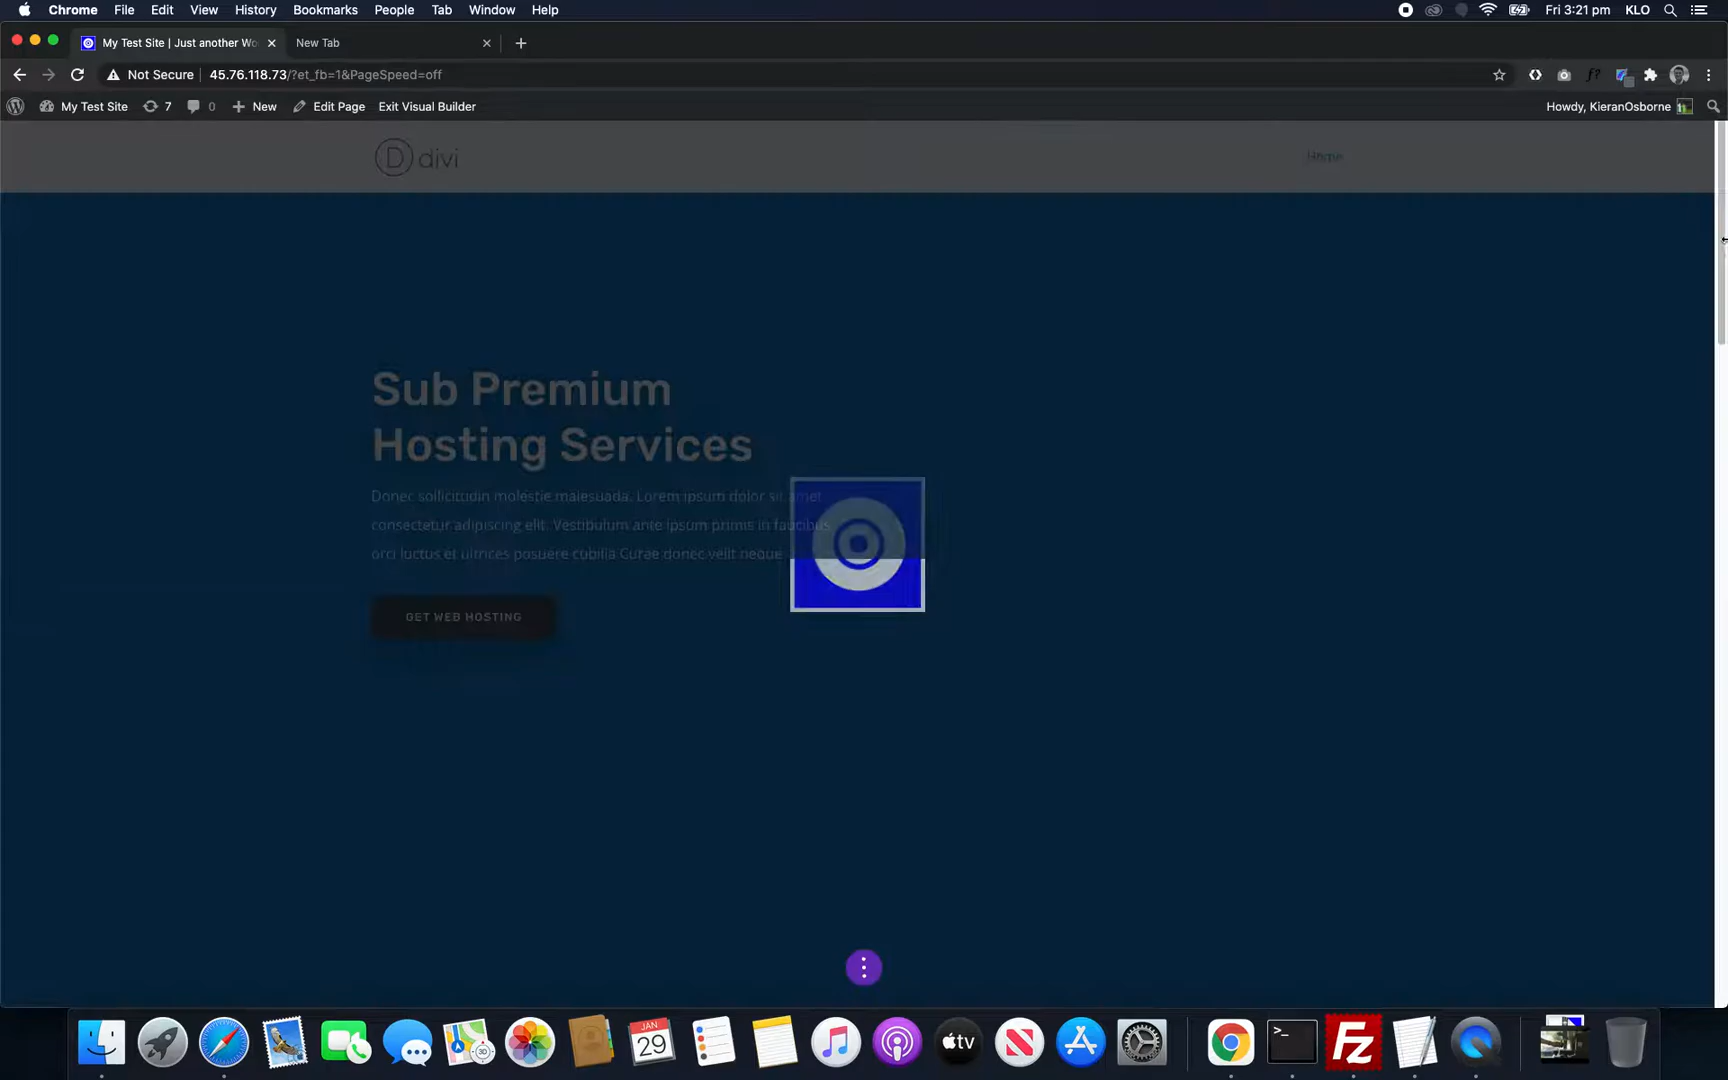 Chrome File Edit View History Bookmarks People Tab Window Help Fri 3:21 pm KLO
My Test Site | Just another Wo New Tab
Not Secure 45.76.118.73/?et_fb=1&PageSpeed=off
My Test Site 7 0 New Edit Page Exit Visual Builder Howdy, KieranOsborne
D divi Home
Sub Premium
Hosting Services
Donec sollicitudin molestie malesuada. Lorem ipsum dolor sit amet
consectetur adipiscing elit. Vestibulum ante ipsum primis in faucibus
orci luctus et ultrices posuere cubilia Curae donec velit neque
GET WEB HOSTING
JAN
29
3D
tv
>_
Fz